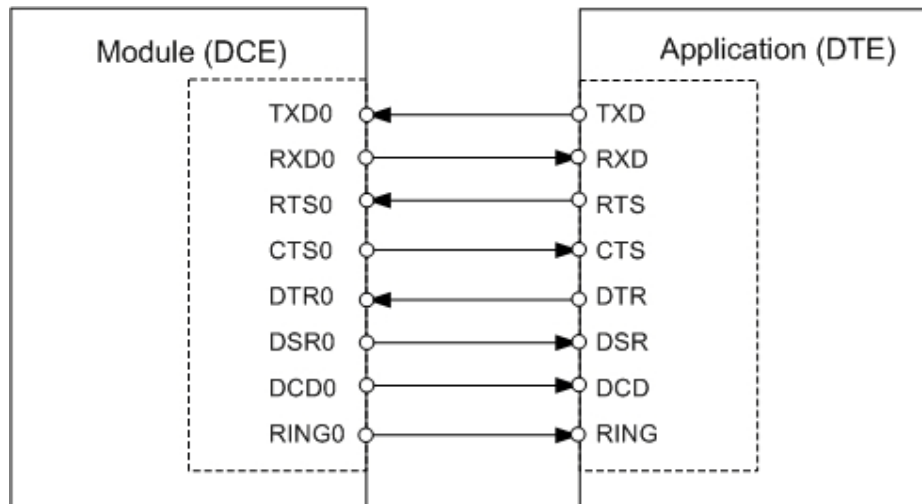 Module (DCE)
Application (DTE)
TXD0 TXD
RXD0 RXD
RTS0 RTS
CTS0 CTS
DTR0 DTR
DSR0 DSR
DCD0 DCD
RING0 RING